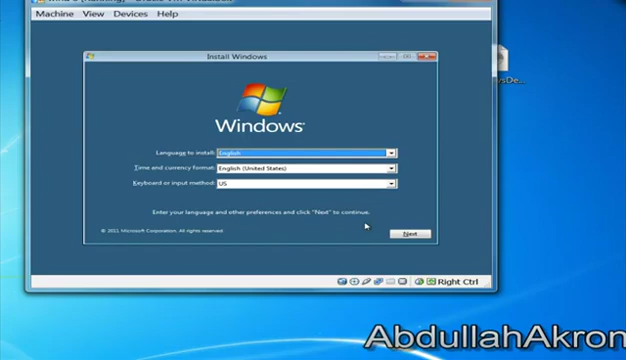 Machine View Devices Help
Install Windows
Windows
Language to install: English
Time and currency format: English (United States)
Keyboard or input method: US
Enter your language and other preferences and click "Next" to continue.
© 2011 Microsoft Corporation. All rights reserved.
Next
Right Ctrl
AbdullahAkron